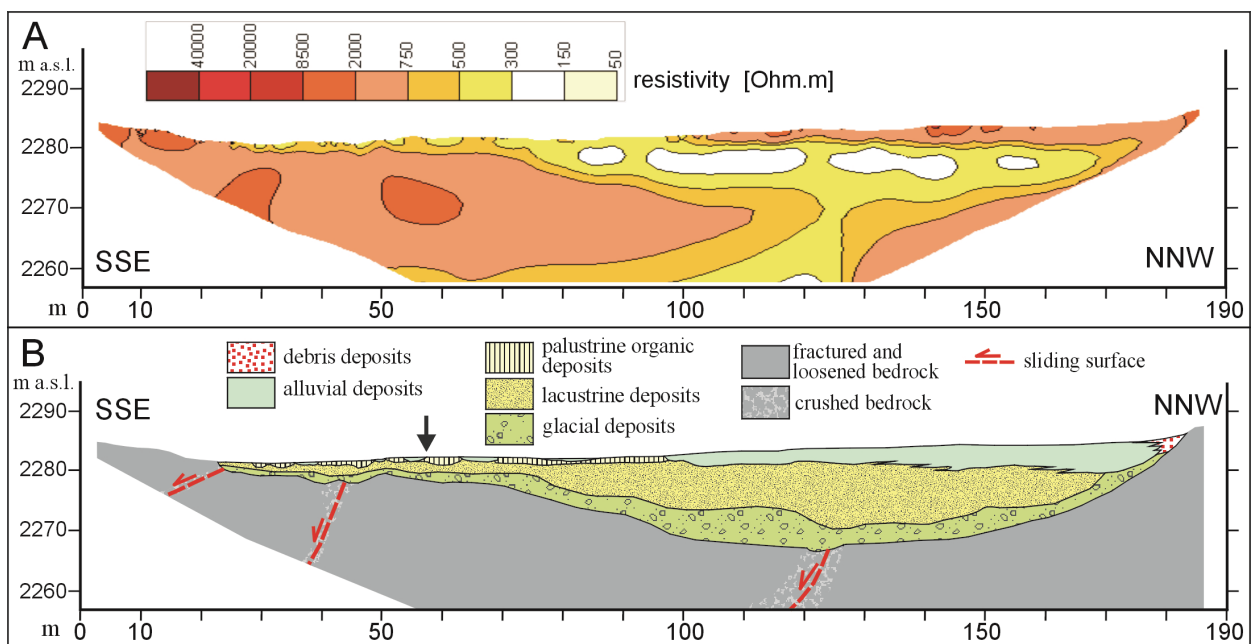 A
40000
20000
8500
2000
750
500
300
150
50
resistivity [Ohm.m]
m a.s.l.
2290
2280
2270
2260
SSE
NNW
m 0 10 50 100 150 190
B
debris deposits
alluvial deposits
palustrine organic
deposits
lacustrine deposits
glacial deposits
fractured and
loosened bedrock
crushed bedrock
sliding surface
m a.s.l.
SSE
NNW
2290
2280
2270
2260
m 0 10 50 100 150 190